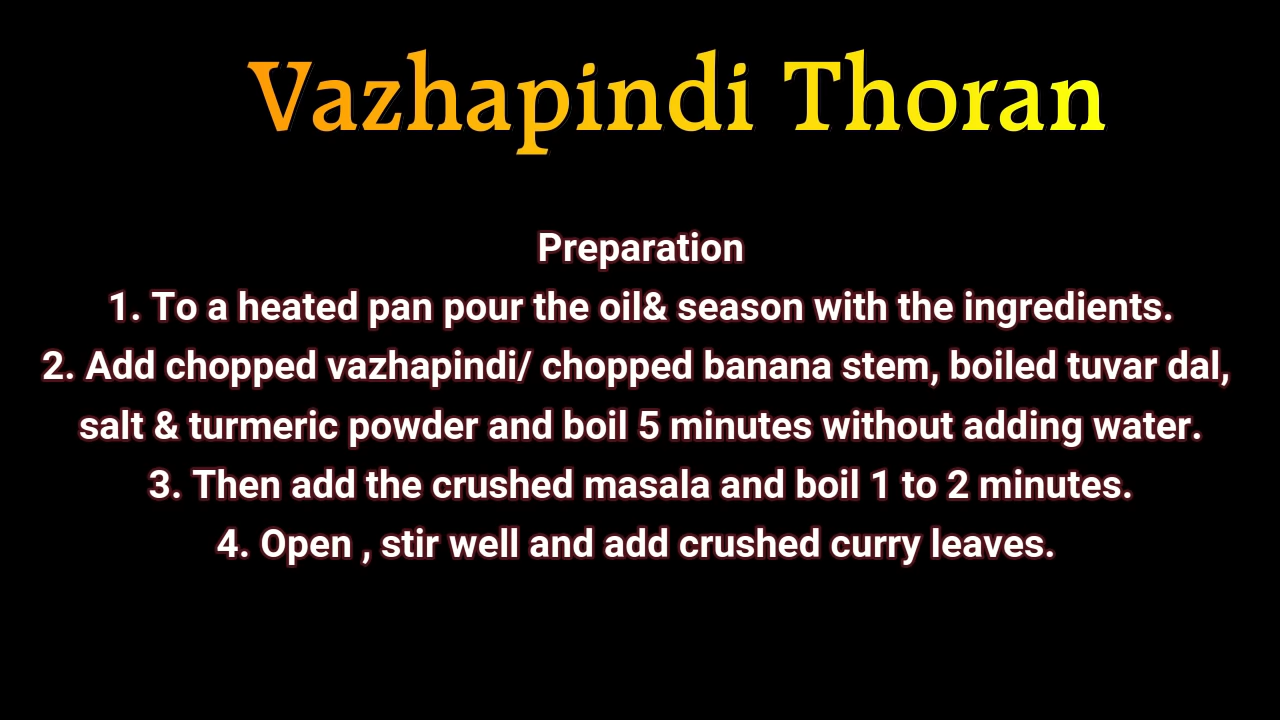 Vazhapindi Thoran
Preparation
1. To a heated pan pour the oil& season with the ingredients.
2. Add chopped vazhapindi/ chopped banana stem, boiled tuvar dal,
salt & turmeric powder and boil 5 minutes without adding water.
3. Then add the crushed masala and boil 1 to 2 minutes.
4. Open , stir well and add crushed curry leaves.